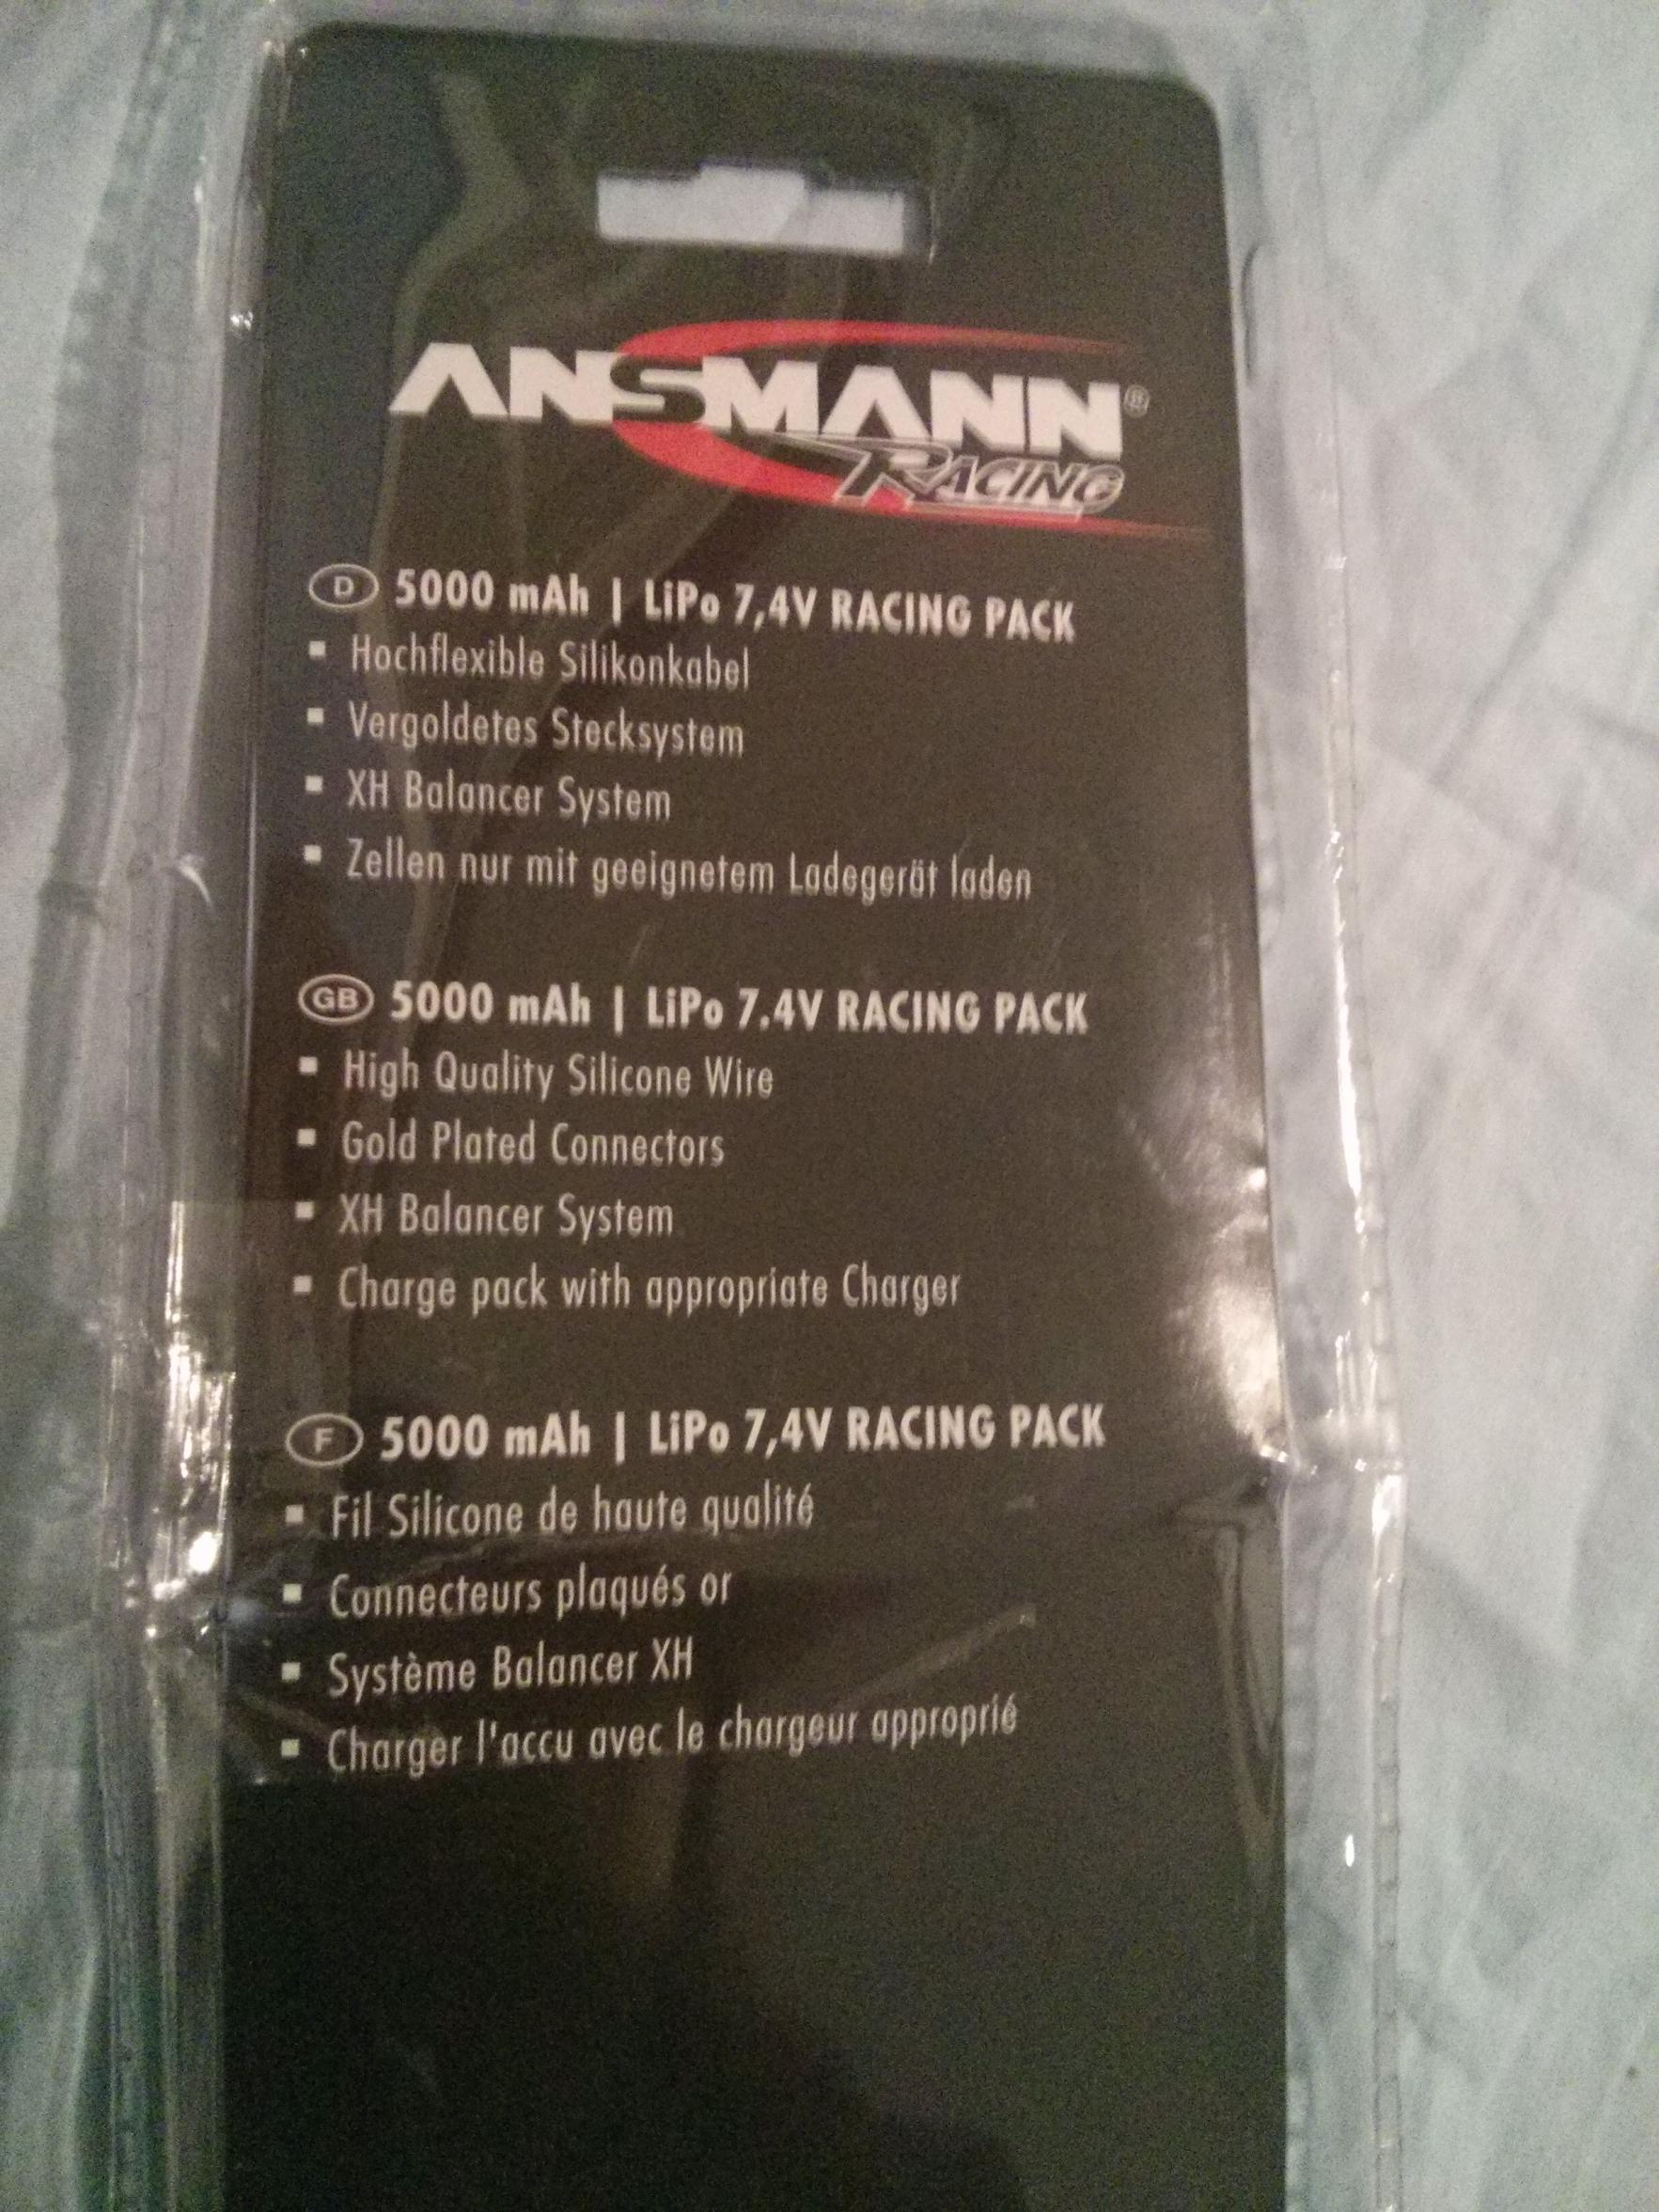 ANSMANN®
RACING
D 5000 mAh | LiPo 7,4V RACING PACK
▪ Hochflexible Silikonkabel
▪ Vergoldetes Stecksystem
▪ XH Balancer System
▪ Zellen nur mit geeignetem Ladegerät laden
GB 5000 mAh | LiPo 7.4V RACING PACK
▪ High Quality Silicone Wire
▪ Gold Plated Connectors
▪ XH Balancer System
▪ Charge pack with appropriate Charger
F 5000 mAh | LiPo 7,4V RACING PACK
▪ Fil Silicone de haute qualité
▪ Connecteurs plaqués or
▪ Système Balancer XH
▪ Charger l'accu avec le chargeur approprié